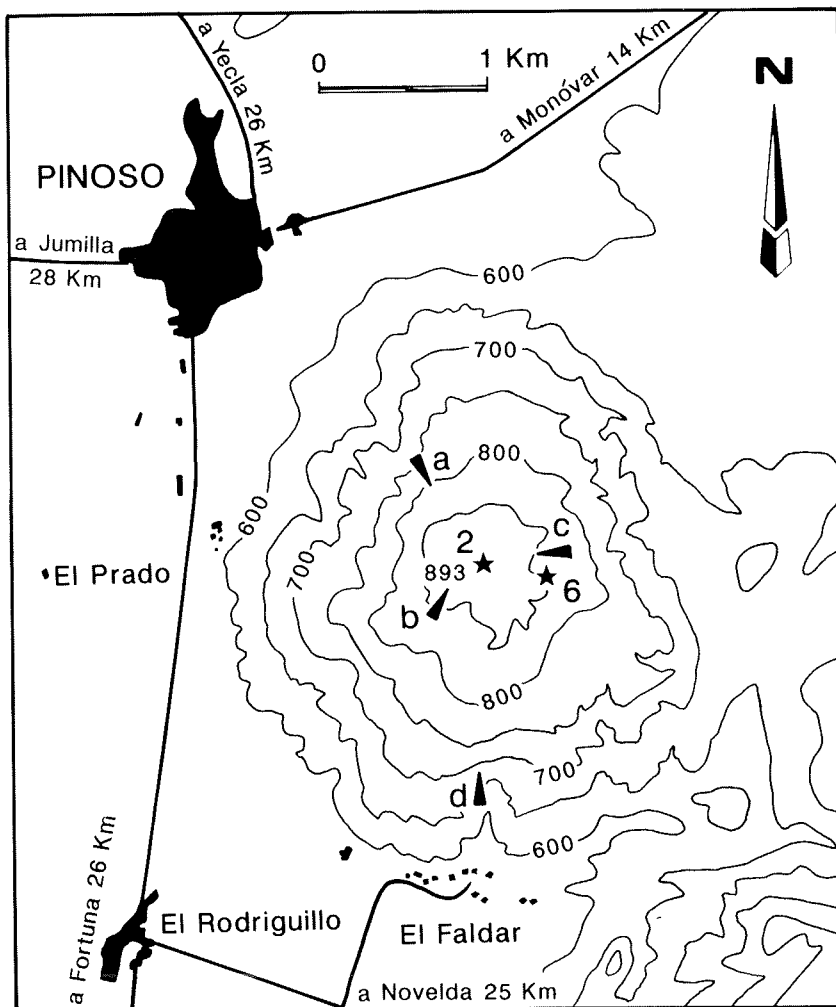 a Yecla 26 Km
0 1 Km
a Monóvar 14 Km
N
PINOSO
a Jumilla
28 Km
600
700
800
a
c
2
893
6
b
600
700
El Prado
800
700
d
600
a Fortuna 26 Km
El Rodriguillo
El Faldar
a Novelda 25 Km